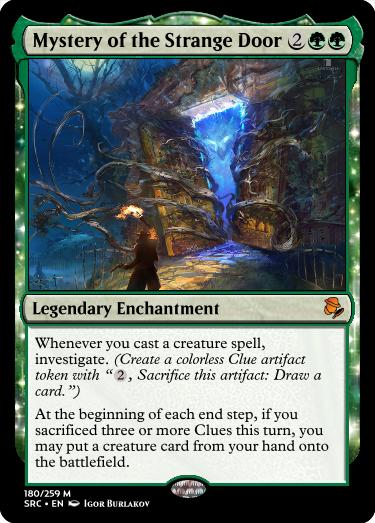 Mystery of the Strange Door 2
Legendary Enchantment
Whenever you cast a creature spell,
investigate. (Create a colorless Clue artifact
token with “2, Sacrifice this artifact: Draw a
card.”)
At the beginning of each end step, if you
sacrificed three or more Clues this turn, you
may put a creature card from your hand onto
the battlefield.
180/259 M
SRC • EN Igor Burlakov